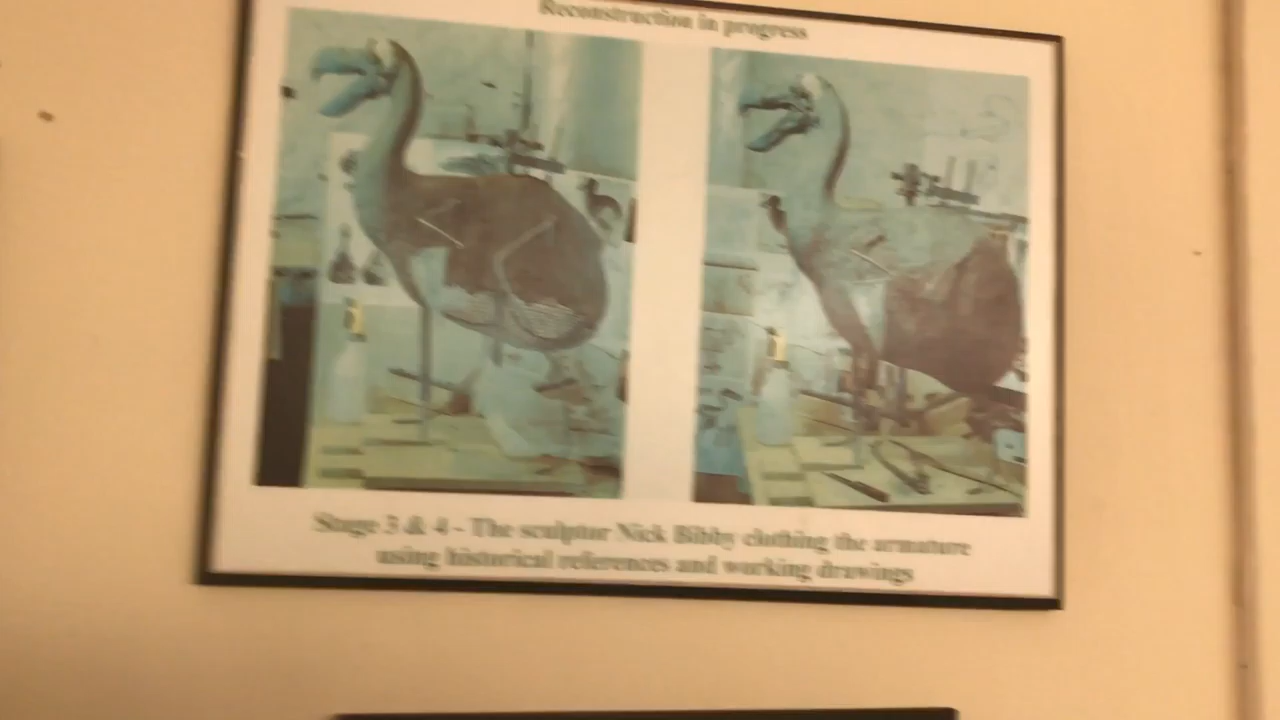 Reconstruction in progress
Stage 3 & 4 - The sculptor Nick Bibby clothing the armature
using historical references and working drawings